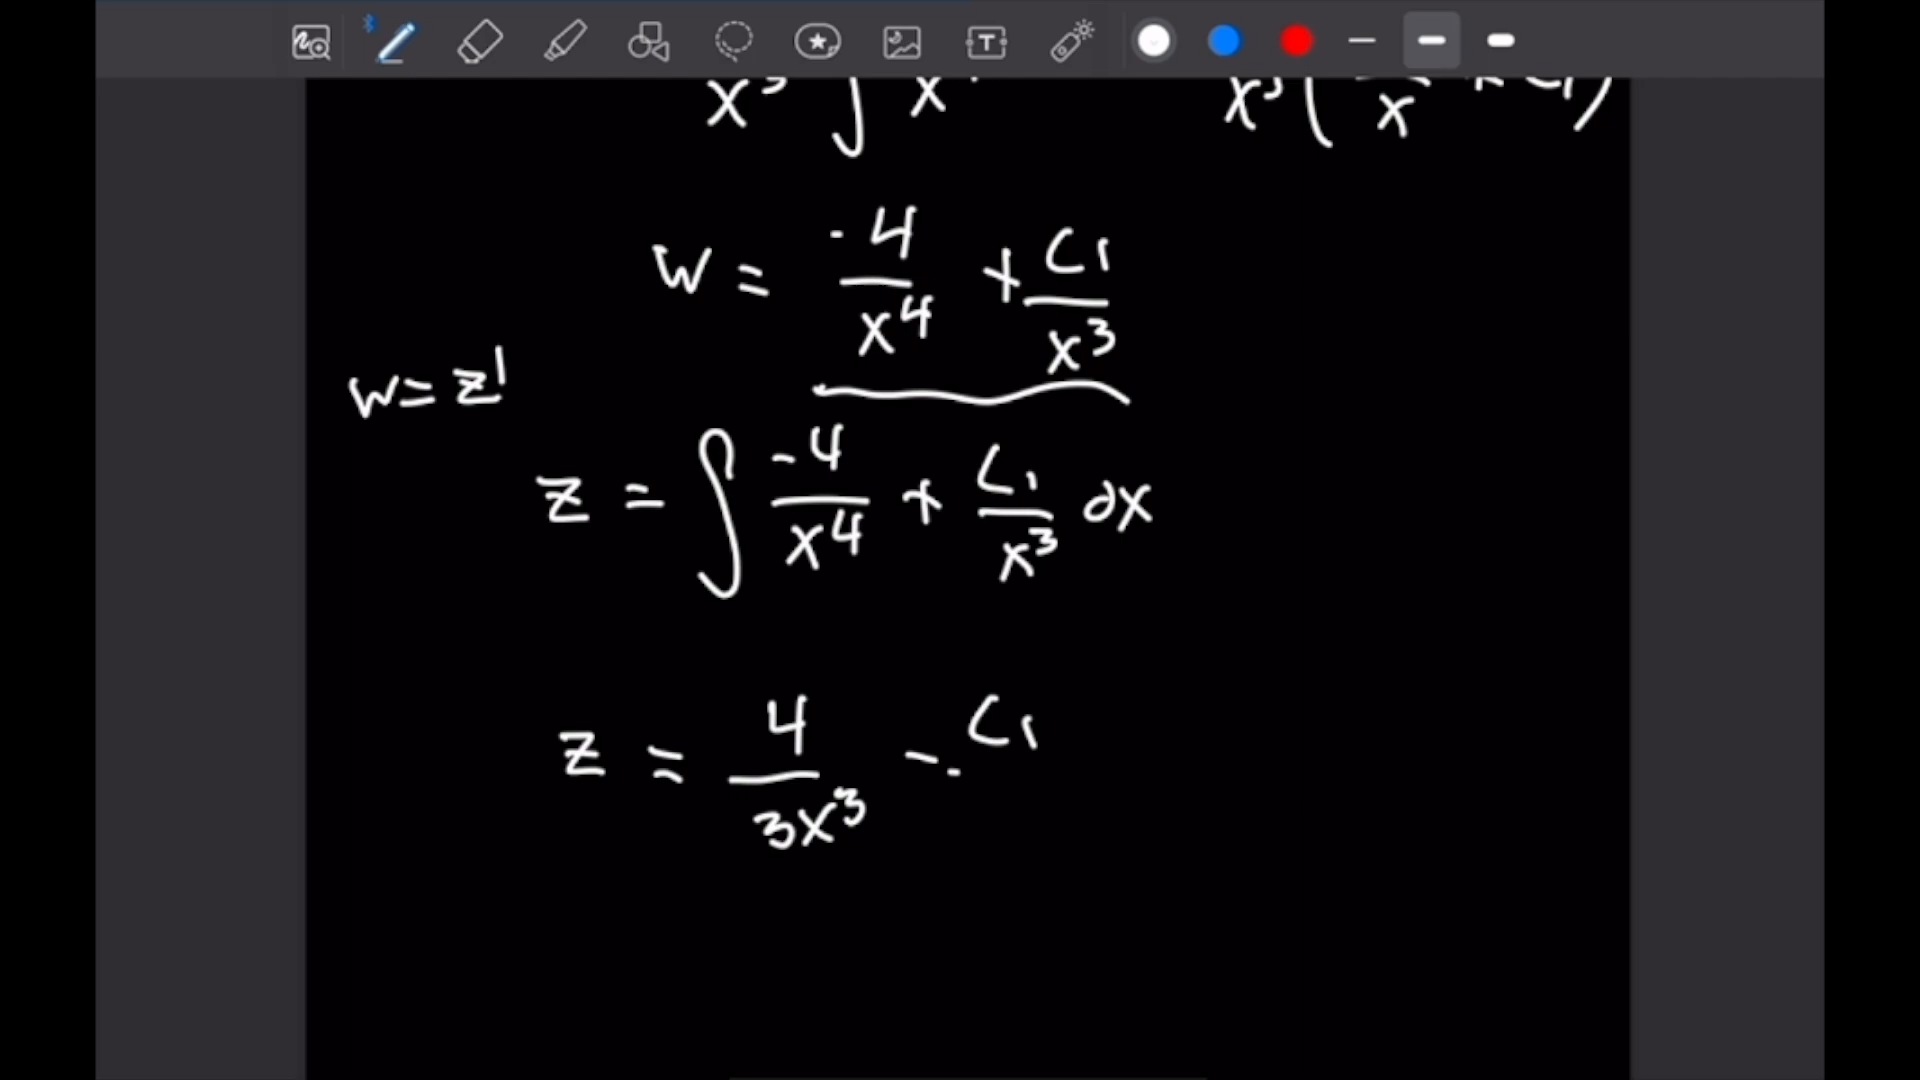 w = -4/x⁴ + C₁/x³
w = z'
z = ∫ -4/x⁴ + C₁/x³ dx
z = 4/3x³ - C₁